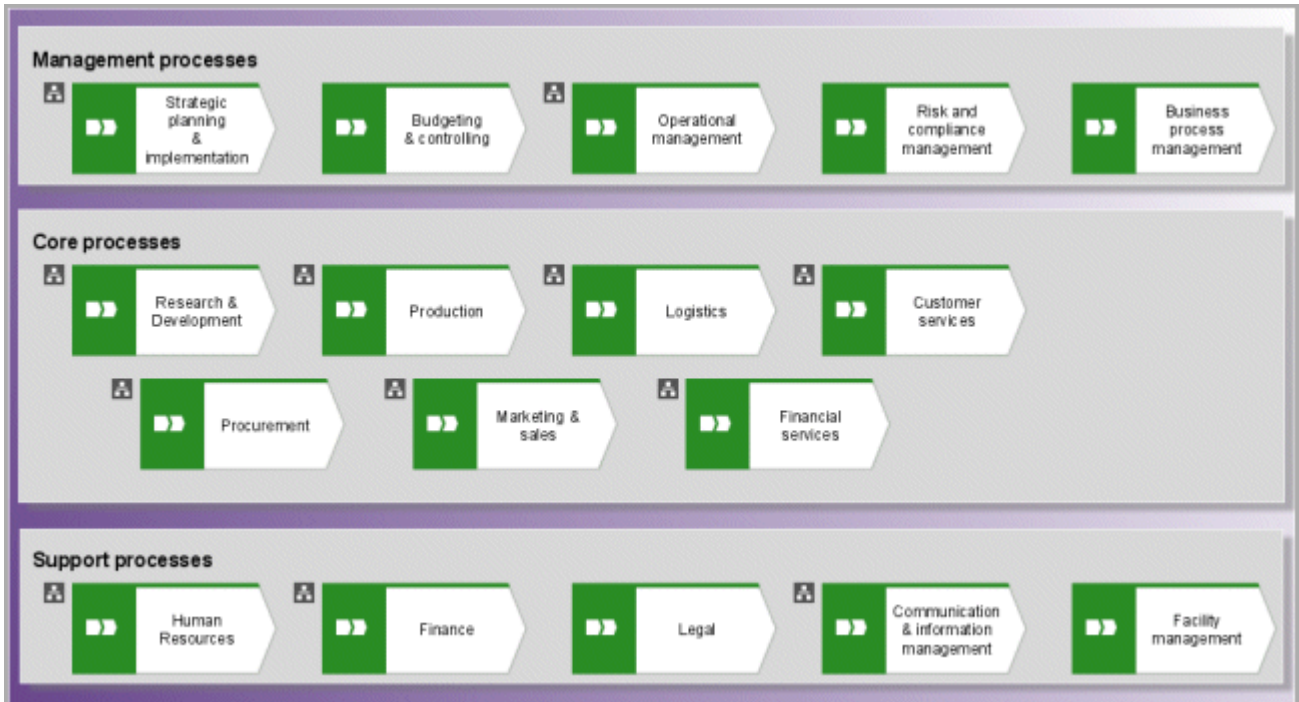 Management processes
Strategic
planning
&
implementation
Budgeting
& controlling
Operational
management
Risk and
compliance
management
Business
process
management
Core processes
Research &
Development
Production
Logistics
Customer
services
Procurement
Marketing &
sales
Financial
services
Support processes
Human
Resources
Finance
Legal
Communication
& information
management
Facility
management